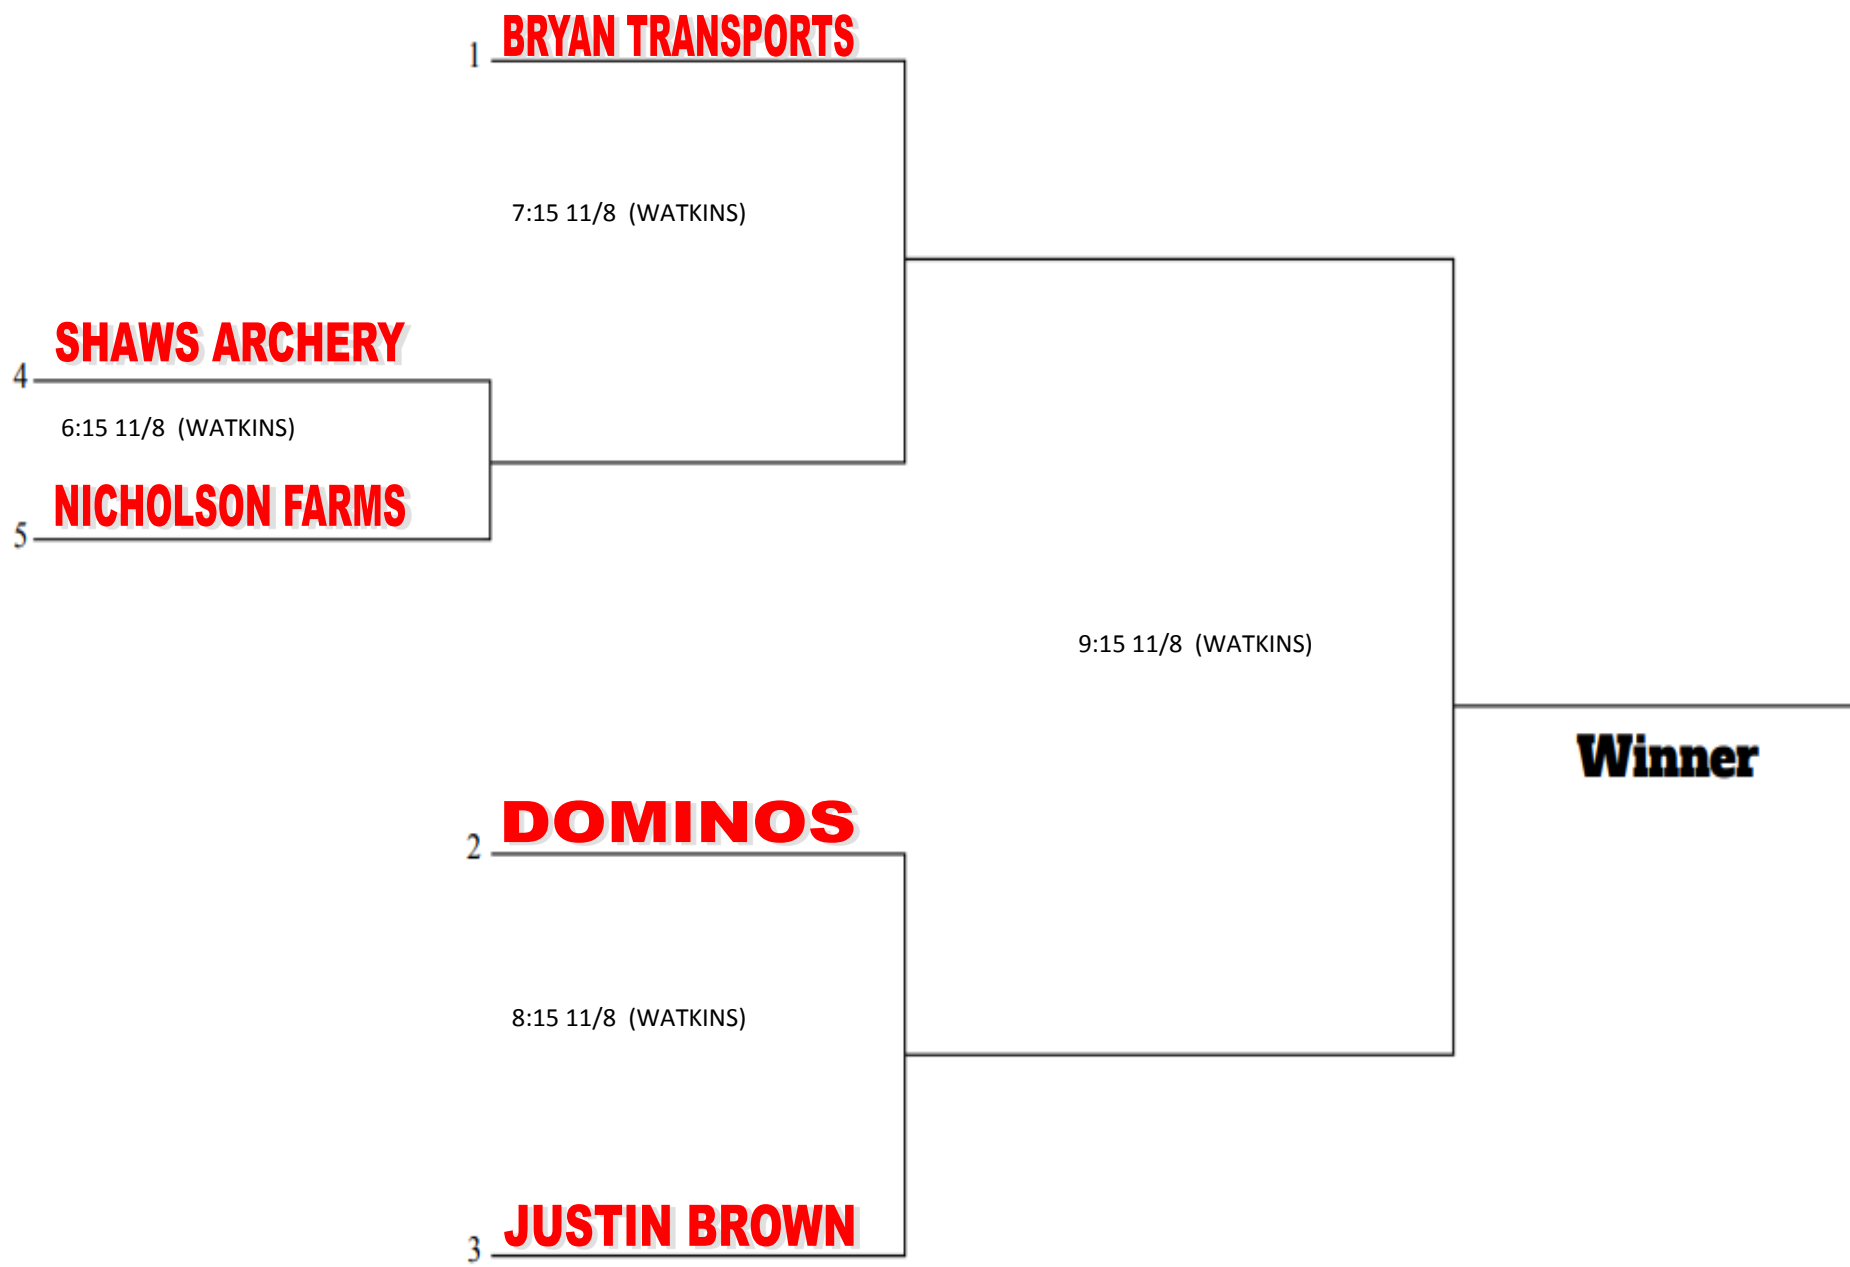 1 BRYAN TRANSPORTS
7:15 11/8 (WATKINS)
4 SHAWS ARCHERY
6:15 11/8 (WATKINS)
5 NICHOLSON FARMS
9:15 11/8 (WATKINS)
Winner
2 DOMINOS
8:15 11/8 (WATKINS)
3 JUSTIN BROWN